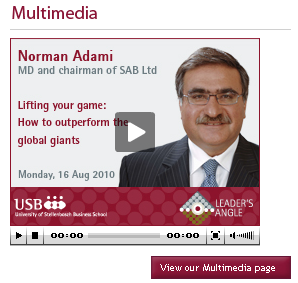 Multimedia
Norman Adami
MD and chairman of SAB Ltd
Lifting your game:
How to outperform the
global giants
Monday, 16 Aug 2010
USB
University of Stellenbosch Business School
LEADER'S
ANGLE
00:00
00:00
View our Multimedia page